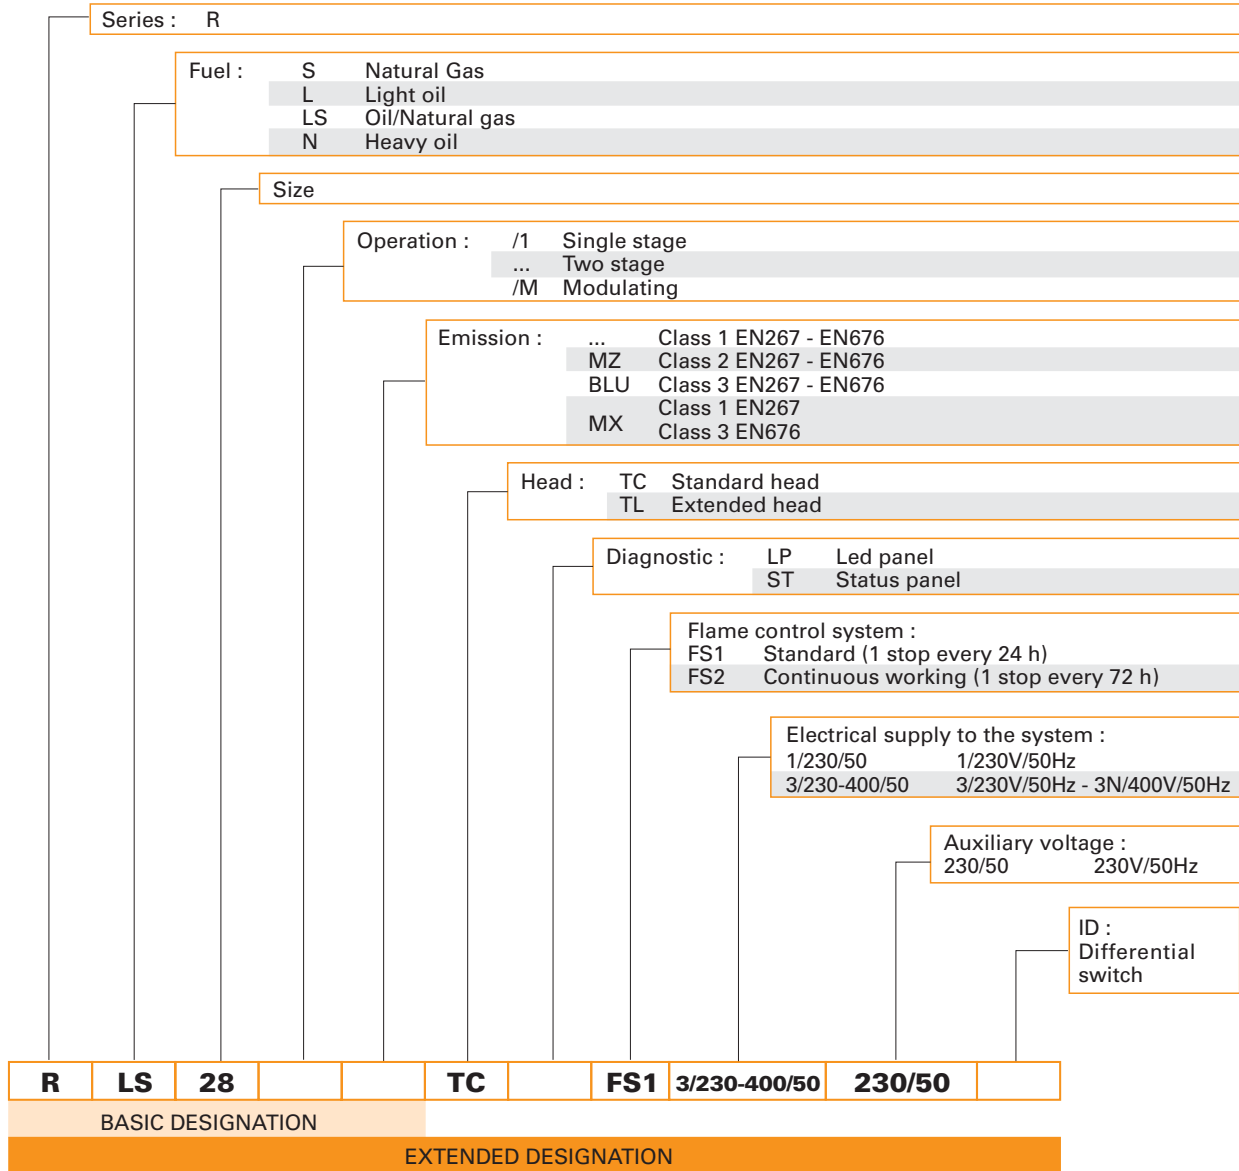 Series : R
Fuel : S Natural Gas
L Light oil
LS Oil/Natural gas
N Heavy oil
Size
Operation : /1 Single stage
... Two stage
/M Modulating
Emission : ... Class 1 EN267 - EN676
MZ Class 2 EN267 - EN676
BLU Class 3 EN267 - EN676
MX Class 1 EN267
Class 3 EN676
Head : TC Standard head
TL Extended head
Diagnostic : LP Led panel
ST Status panel
Flame control system :
FS1 Standard (1 stop every 24 h)
FS2 Continuous working (1 stop every 72 h)
Electrical supply to the system :
1/230/50 1/230V/50Hz
3/230-400/50 3/230V/50Hz - 3N/400V/50Hz
Auxiliary voltage :
230/50 230V/50Hz
ID :
Differential
switch
R LS 28 TC FS1 3/230-400/50 230/50
BASIC DESIGNATION
EXTENDED DESIGNATION